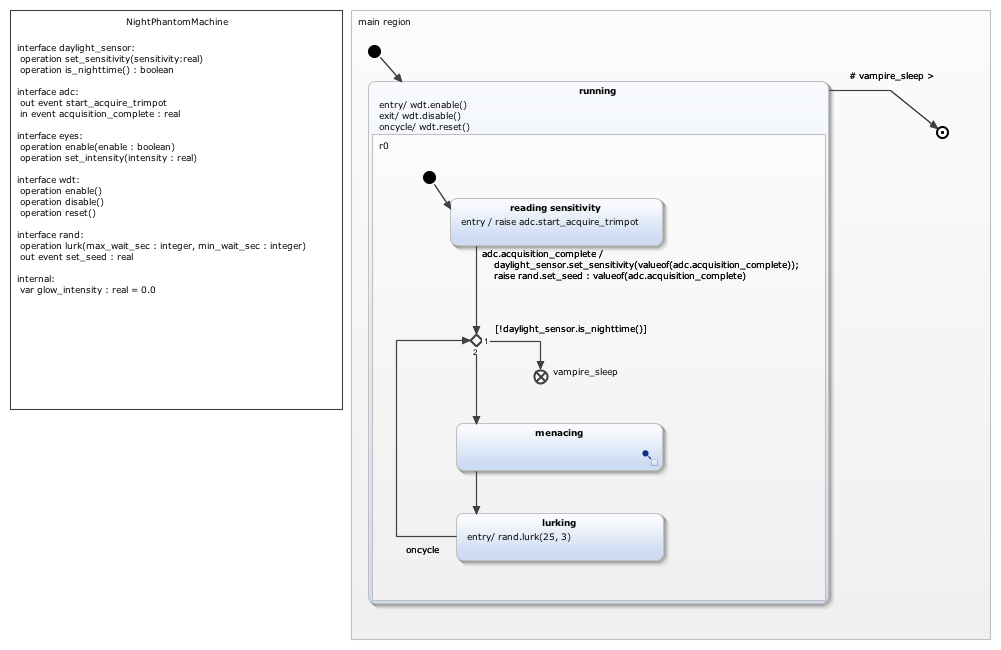 NightPhantomMachine
interface daylight_sensor:
operation set_sensitivity(sensitivity:real)
operation is_nighttime() : boolean
interface adc:
out event start_acquire_trimpot
in event acquisition_complete : real
interface eyes:
operation enable(enable : boolean)
operation set_intensity(intensity : real)
interface wdt:
operation enable()
operation disable()
operation reset()
interface rand:
operation lurk(max_wait_sec : integer, min_wait_sec : integer)
out event set_seed : real
internal:
var glow_intensity : real = 0.0
main region
running
entry/ wdt.enable()
exit/ wdt.disable()
oncycle/ wdt.reset()
# vampire_sleep >
r0
reading sensitivity
entry / raise adc.start_acquire_trimpot
adc.acquisition_complete /
daylight_sensor.set_sensitivity(valueof(adc.acquisition_complete));
raise rand.set_seed : valueof(adc.acquisition_complete)
[!daylight_sensor.is_nighttime()]
1
2
vampire_sleep
menacing
lurking
entry/ rand.lurk(25, 3)
oncycle